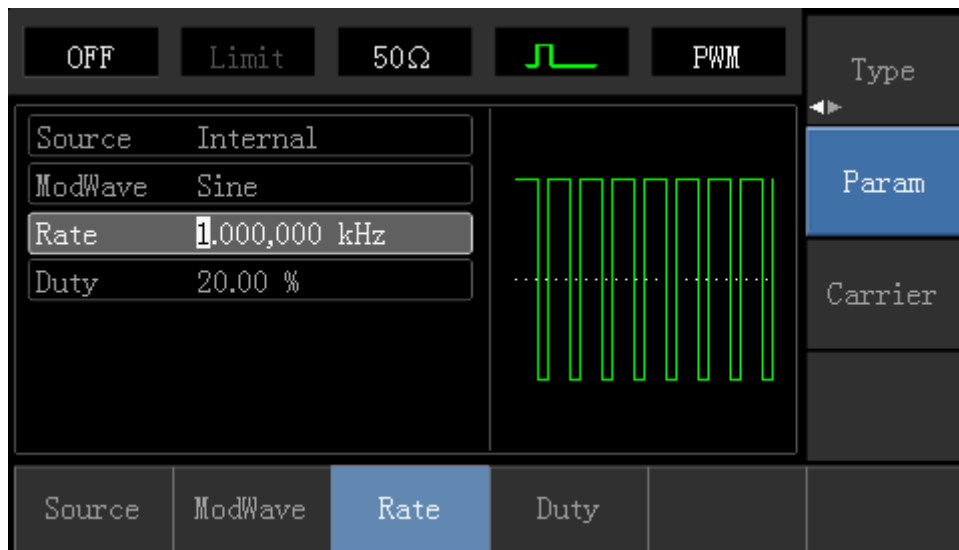 OFF Limit 50Ω PWM
Type
Source Internal
ModWave Sine
Param
Rate 1.000,000 kHz
Duty 20.00 %
Carrier
Source ModWave Rate Duty